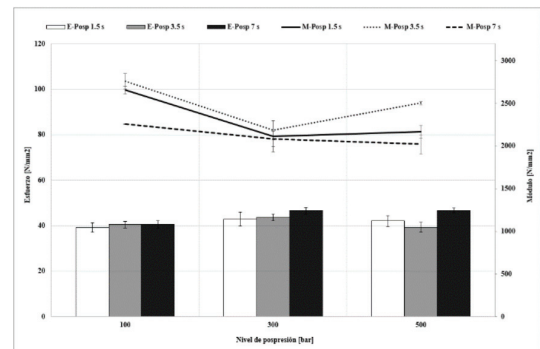 E-Posp 1.5 s E-Posp 3.5 s E-Posp 7 s M-Posp 1.5 s M-Posp 3.5 s M-Posp 7 s
120
100
80
60
40
20
0
Esfuerzo [N/mm2]
3000
2500
2000
1500
1000
500
0
Módulo [N/mm2]
100 300 500
Nivel de pospresión [bar]